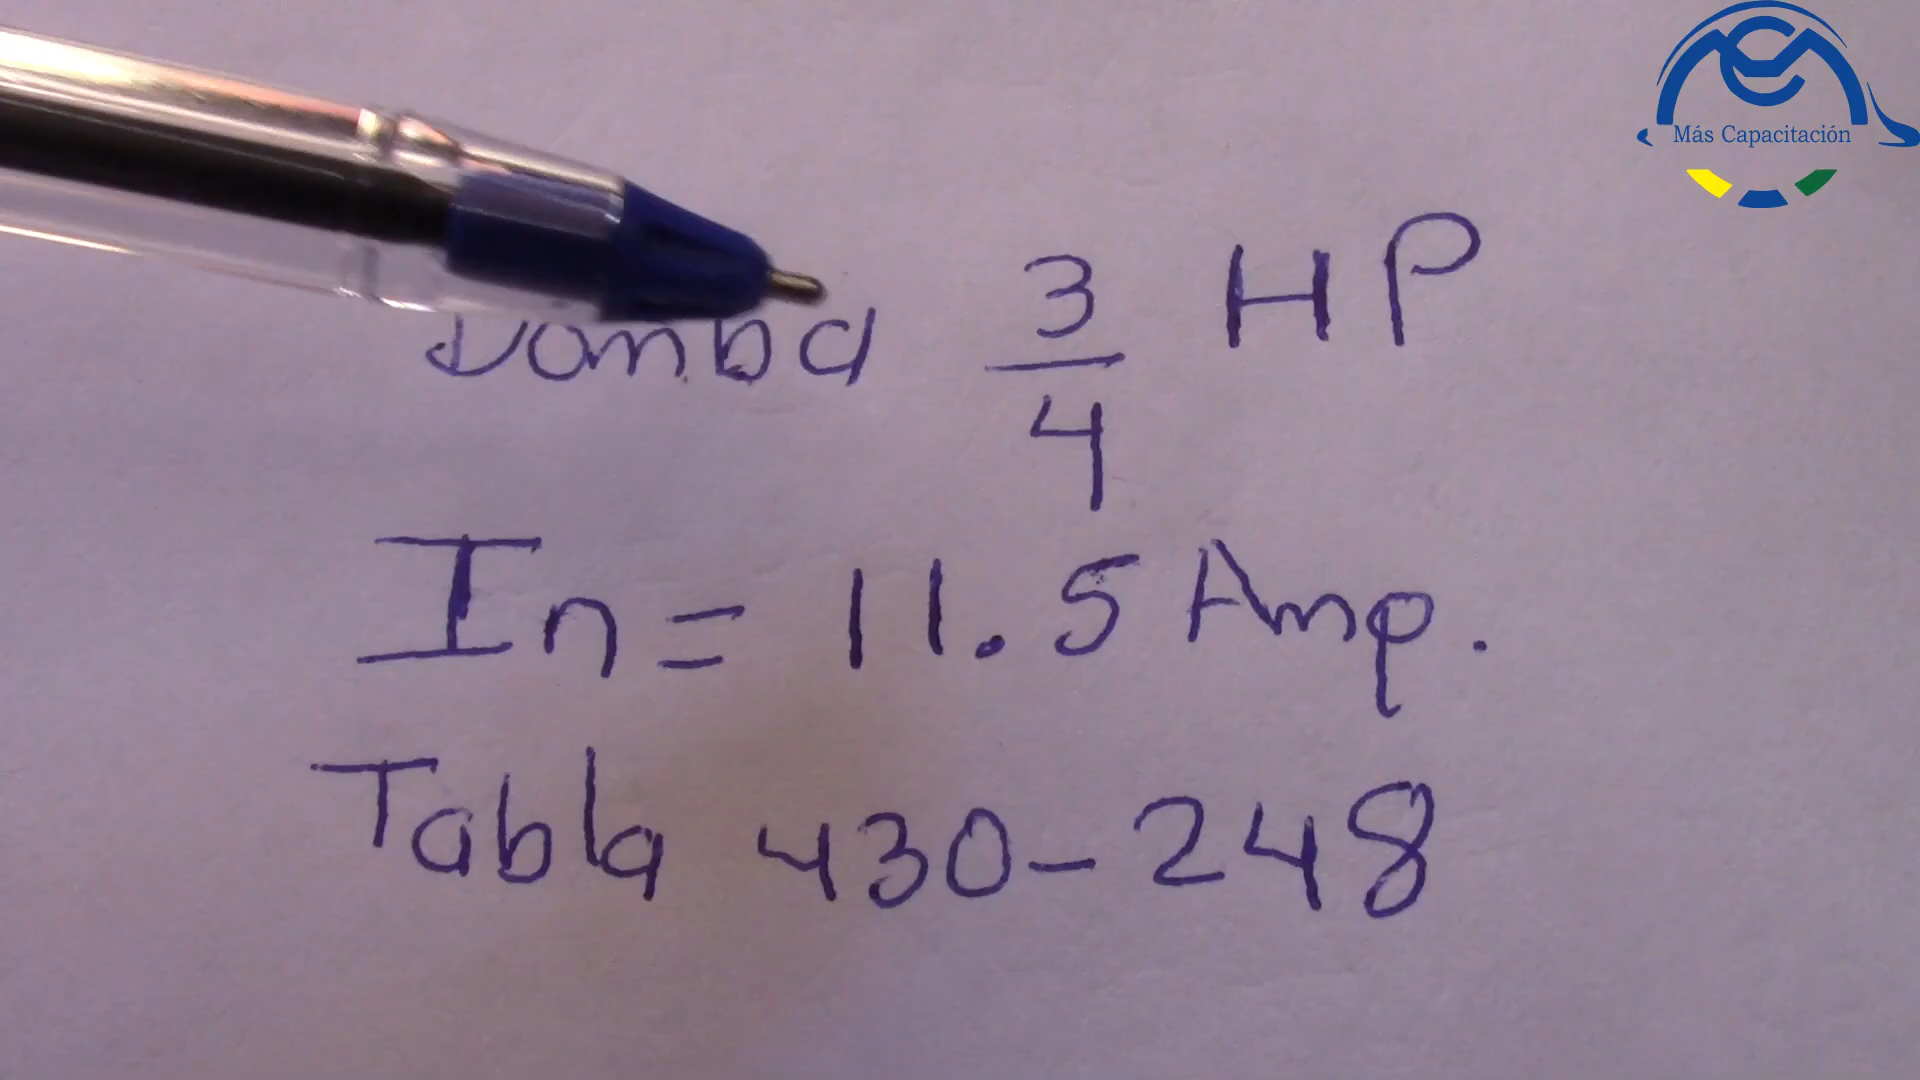 Más Capacitación
Bomba 3/4 HP
In = 11.5 Amp.
Tabla 430-248